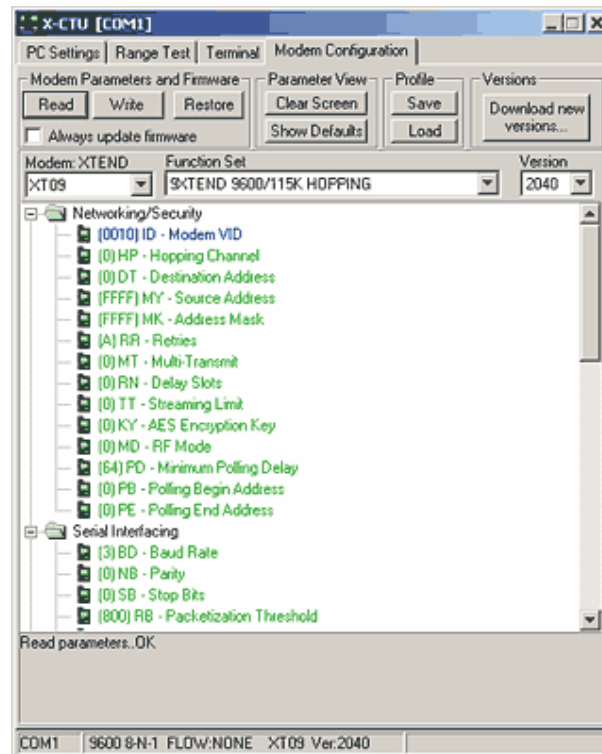 X-CTU [COM1]
PC Settings Range Test Terminal Modem Configuration
Modem Parameters and Firmware Parameter View Profile Versions
Read Write Restore Clear Screen Save Download new versions...
Always update firmware Show Defaults Load
Modem: XTEND Function Set Version
XT09 9XTEND 9600/115K HOPPING 2040
Networking/Security
(0010) ID - Modem VID
(0) HP - Hopping Channel
(0) DT - Destination Address
(FFFF) MY - Source Address
(FFFF) MK - Address Mask
(A) RR - Retries
(0) MT - Multi-Transmit
(0) RN - Delay Slots
(0) TT - Streaming Limit
(0) KY - AES Encryption Key
(0) MD - RF Mode
(64) PD - Minimum Polling Delay
(0) PB - Polling Begin Address
(0) PE - Polling End Address
Serial Interfacing
(3) BD - Baud Rate
(0) NB - Parity
(0) SB - Stop Bits
(800) RB - Packetization Threshold
Read parameters..OK
COM1 9600 8-N-1 FLOW:NONE XT09 Ver:2040